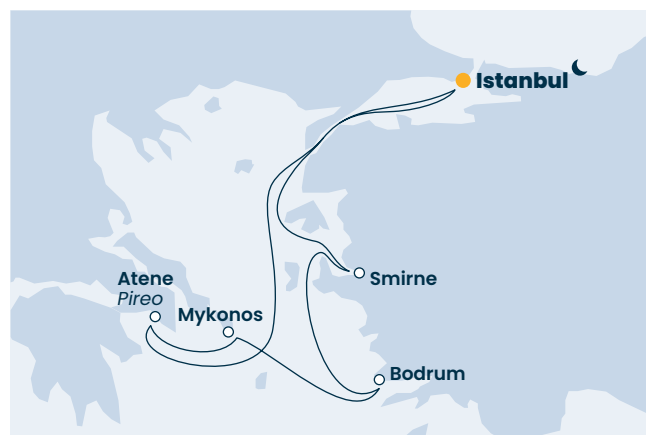 Istanbul
Atene
Pireo
Mykonos
Smirne
Bodrum